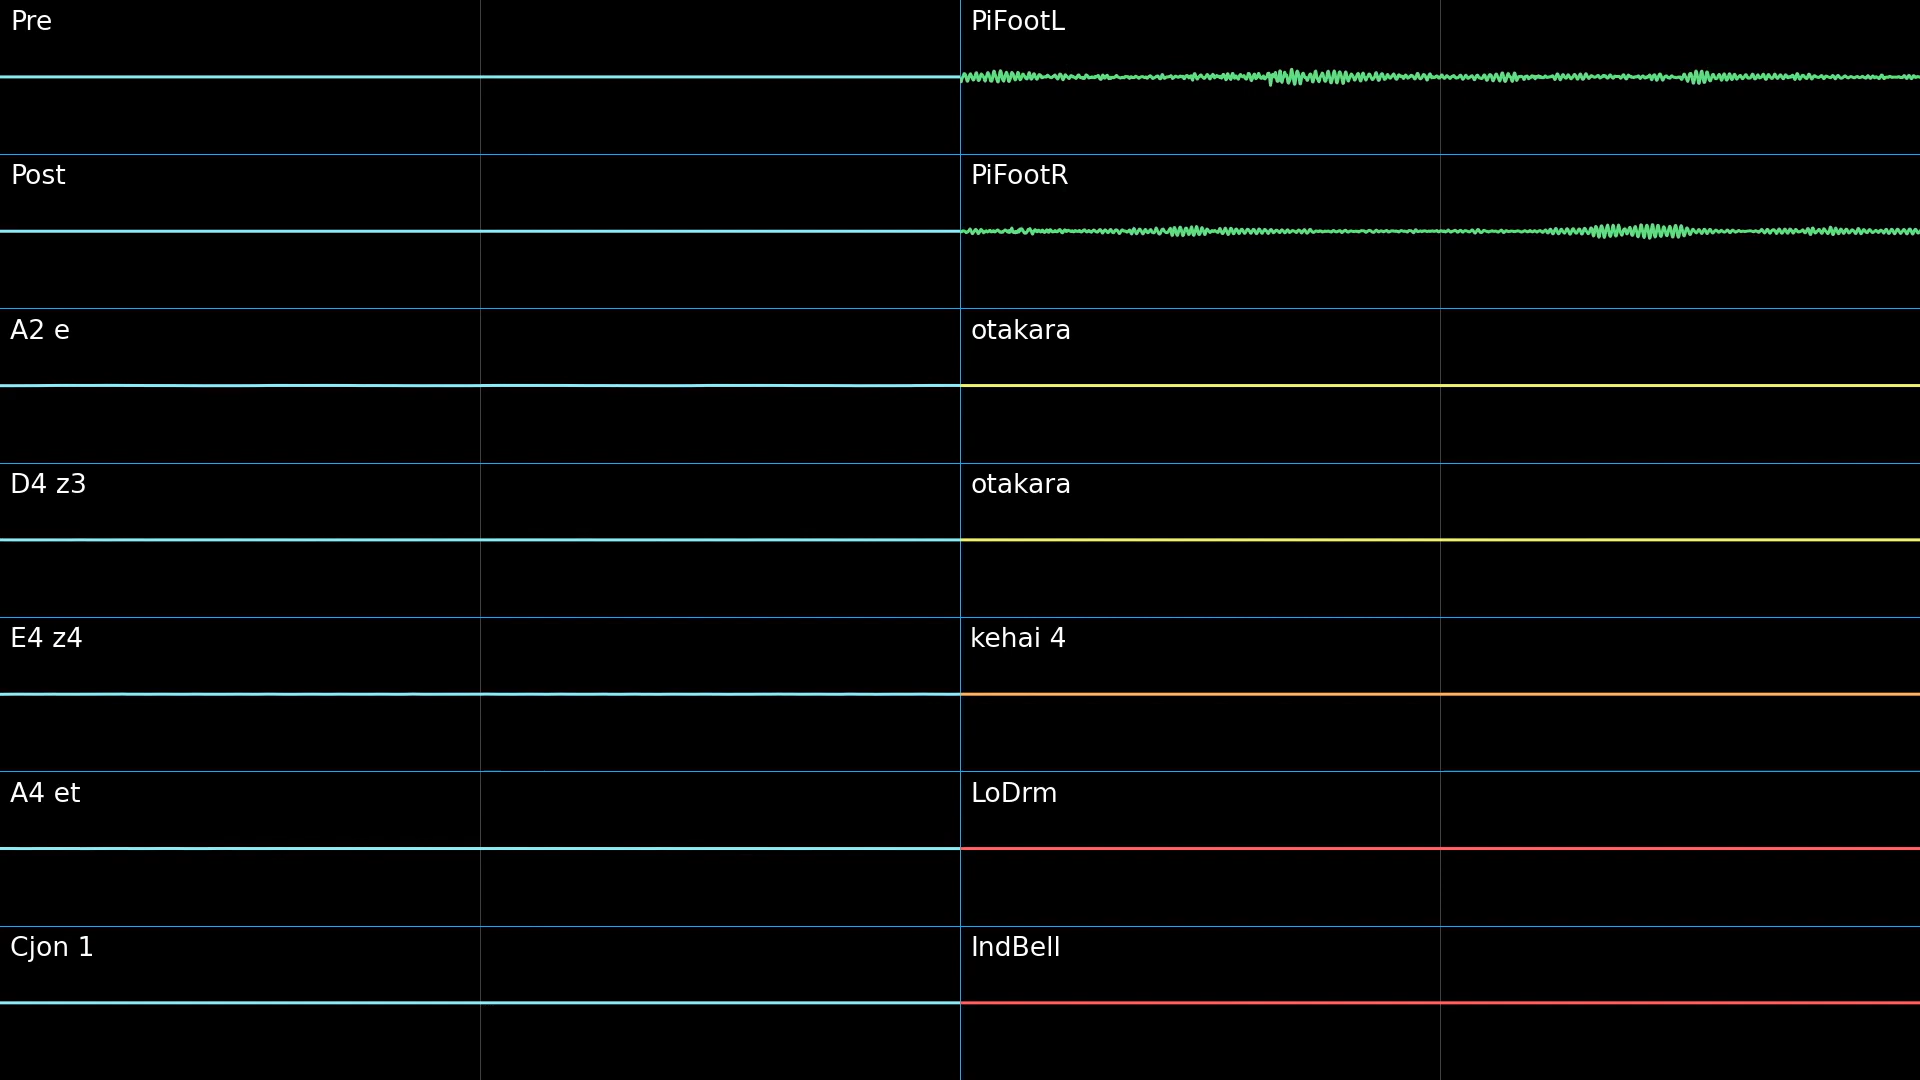 Pre
PiFootL
Post
PiFootR
A2 e
otakara
D4 z3
otakara
E4 z4
kehai 4
A4 et
LoDrm
Cjon 1
IndBell